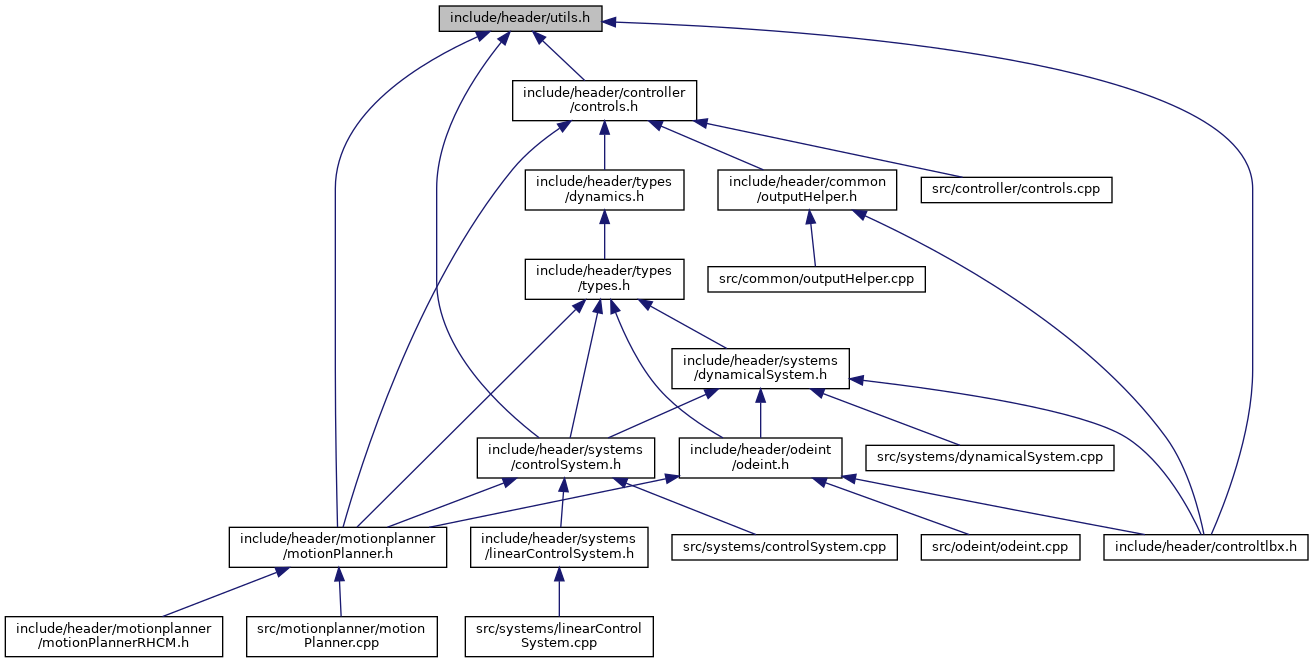 include/header/utils.h
include/header/controller
/controls.h
include/header/types
/dynamics.h
include/header/common
/outputHelper.h
src/controller/controls.cpp
include/header/types
/types.h
src/common/outputHelper.cpp
include/header/systems
/dynamicalSystem.h
include/header/systems
/controlSystem.h
include/header/odeint
/odeint.h
src/systems/dynamicalSystem.cpp
include/header/motionplanner
/motionPlanner.h
include/header/systems
/linearControlSystem.h
src/systems/controlSystem.cpp
src/odeint/odeint.cpp
include/header/controltlbx.h
include/header/motionplanner
/motionPlannerRHCM.h
src/motionplanner/motion
Planner.cpp
src/systems/linearControl
System.cpp